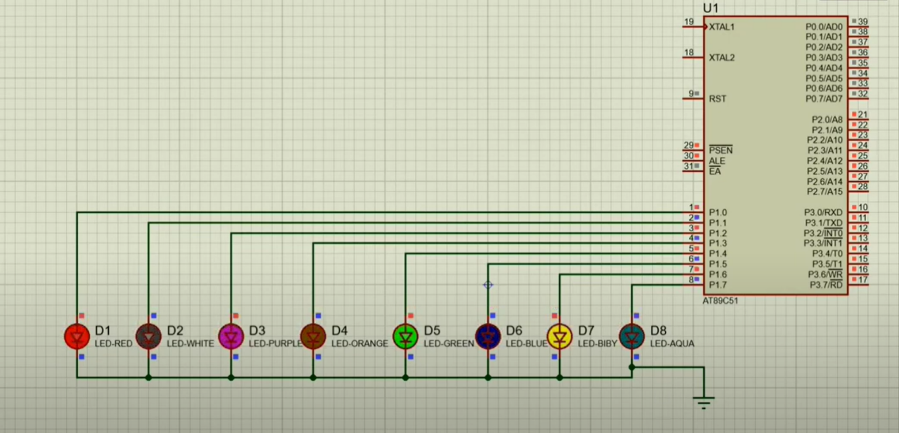 U1
19 XTAL1
18 XTAL2
9 RST
29 PSEN
30 ALE
31 EA
1 P1.0
2 P1.1
3 P1.2
4 P1.3
5 P1.4
6 P1.5
7 P1.6
8 P1.7
P0.0/AD0 39
P0.1/AD1 38
P0.2/AD2 37
P0.3/AD3 36
P0.4/AD4 35
P0.5/AD5 34
P0.6/AD6 33
P0.7/AD7 32
P2.0/A8 21
P2.1/A9 22
P2.2/A10 23
P2.3/A11 24
P2.4/A12 25
P2.5/A13 26
P2.6/A14 27
P2.7/A15 28
P3.0/RXD 10
P3.1/TXD 11
P3.2/INT0 12
P3.3/INT1 13
P3.4/T0 14
P3.5/T1 15
P3.6/WR 16
P3.7/RD 17
AT89C51
D1
LED-RED
D2
LED-WHITE
D3
LED-PURPLE
D4
LED-ORANGE
D5
LED-GREEN
D6
LED-BLUE
D7
LED-BIBY
D8
LED-AQUA